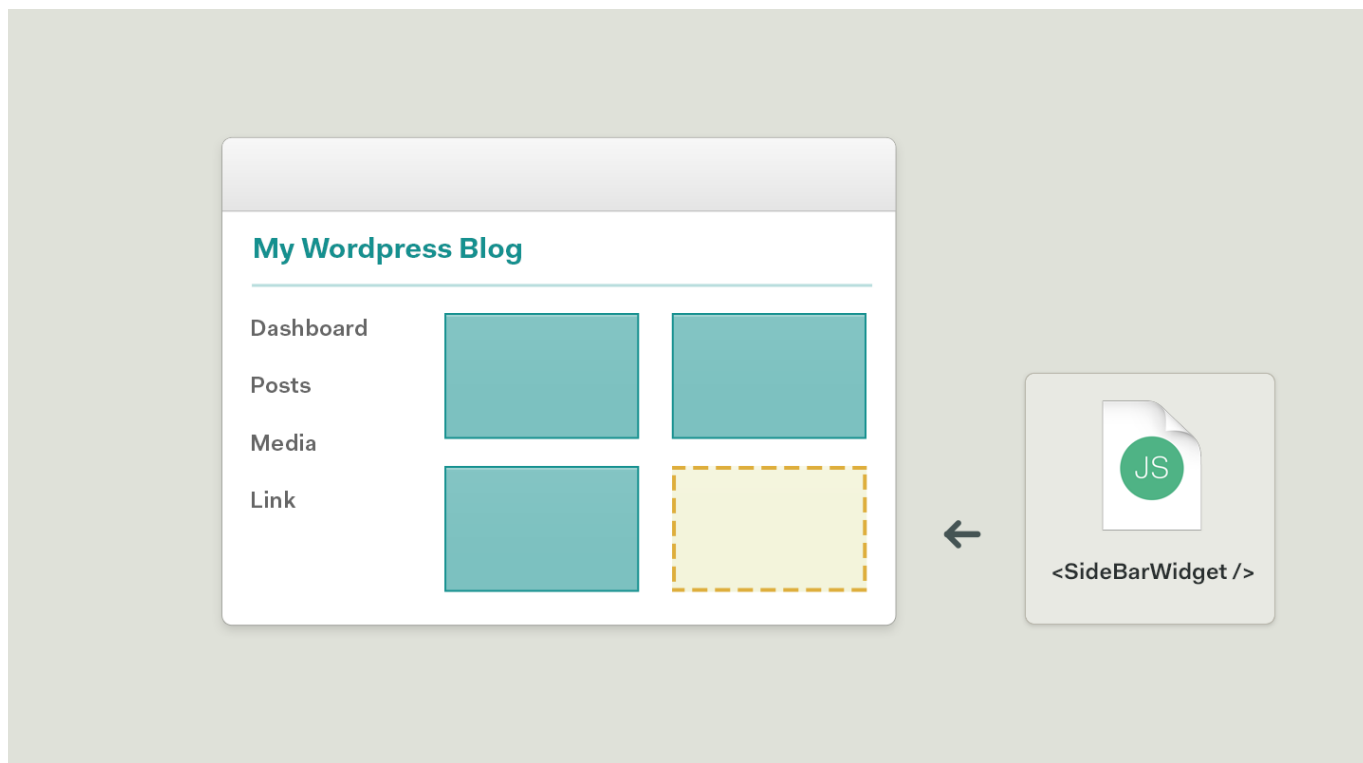 My Wordpress Blog
Dashboard
Posts
Media
Link
JS
<SideBarWidget />